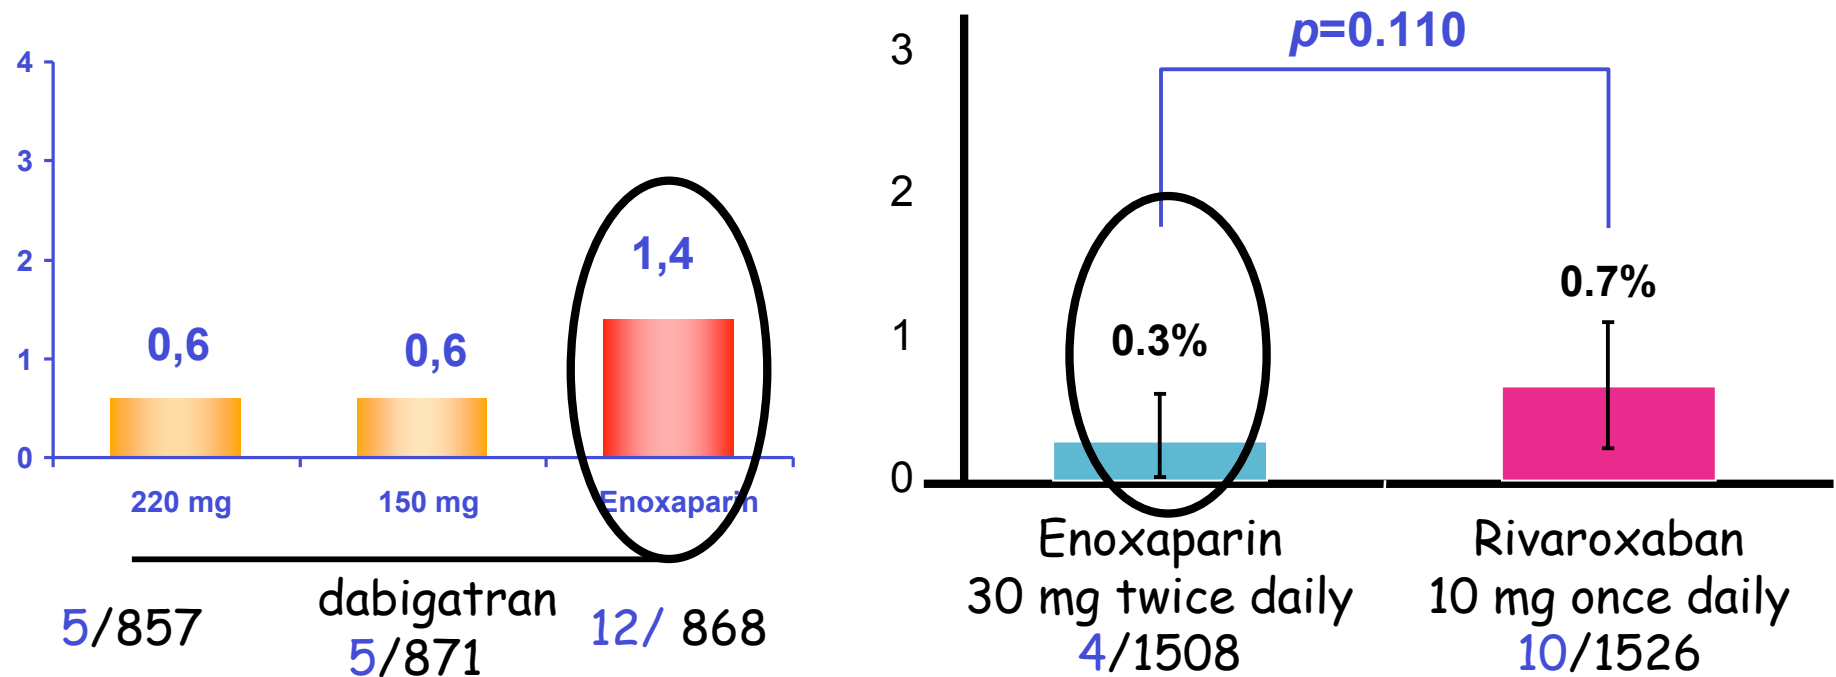 4
3
2
1
0
0,6
0,6
1,4
220 mg
150 mg
Enoxaparin
dabigatran
5/857
5/871
12/ 868
p=0.110
3
2
1
0
0.3%
0.7%
Enoxaparin
30 mg twice daily
4/1508
Rivaroxaban
10 mg once daily
10/1526